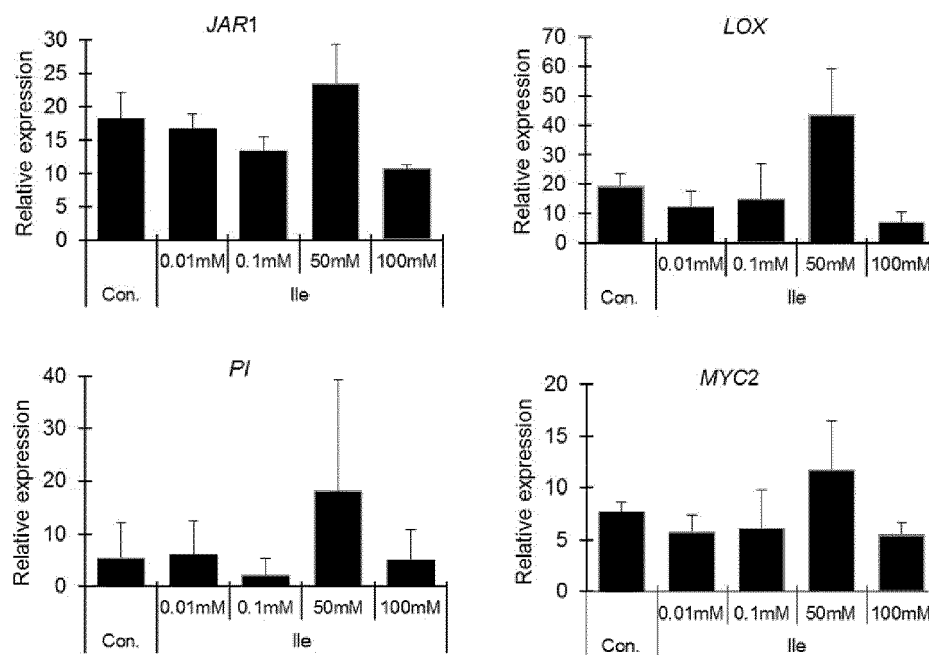 JAR1
Relative expression
30
25
20
15
10
5
0
0.01mM 0.1mM 50mM 100mM
Con. Ile
LOX
Relative expression
70
60
50
40
30
20
10
0
0.01mM 0.1mM 50mM 100mM
Con. Ile
PI
Relative expression
40
30
20
10
0
0.01mM 0.1mM 50mM 100mM
Con. Ile
MYC2
Relative expression
20
15
10
5
0
0.01mM 0.1mM 50mM 100mM
Con. Ile